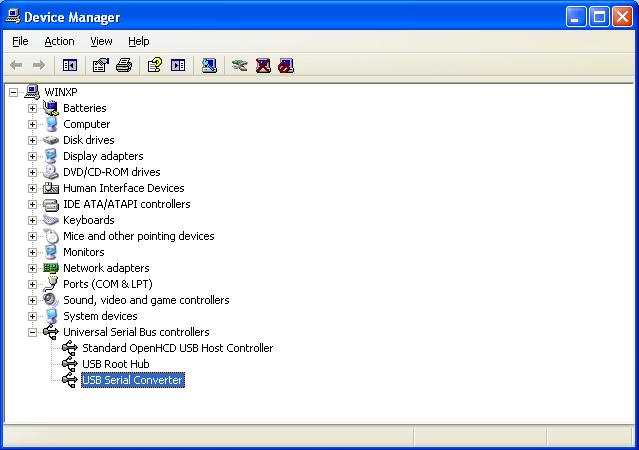 Device Manager
File Action View Help
WINXP
Batteries
Computer
Disk drives
Display adapters
DVD/CD-ROM drives
Human Interface Devices
IDE ATA/ATAPI controllers
Keyboards
Mice and other pointing devices
Monitors
Network adapters
Ports (COM & LPT)
Sound, video and game controllers
System devices
Universal Serial Bus controllers
Standard OpenHCD USB Host Controller
USB Root Hub
USB Serial Converter